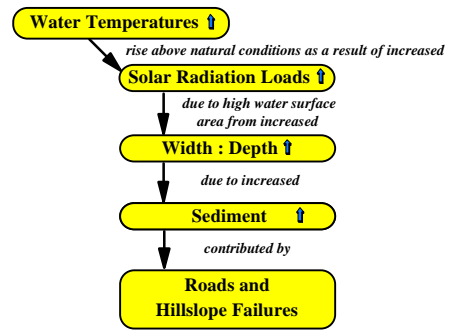 Water Temperatures ⇧
rise above natural conditions as a result of increased
Solar Radiation Loads ⇧
due to high water surface
area from increased
Width : Depth ⇧
due to increased
Sediment ⇧
contributed by
Roads and
Hillslope Failures